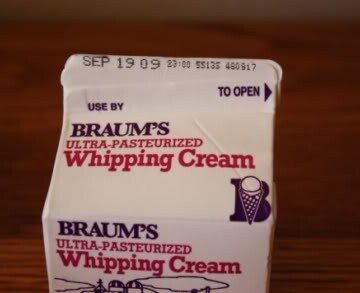 SEP 19 09 23:00 55135 480917
TO OPEN
USE BY
BRAUM'S
ULTRA-PASTEURIZED
Whipping Cream
B
BRAUM'S
ULTRA-PASTEURIZED
Whipping Cream